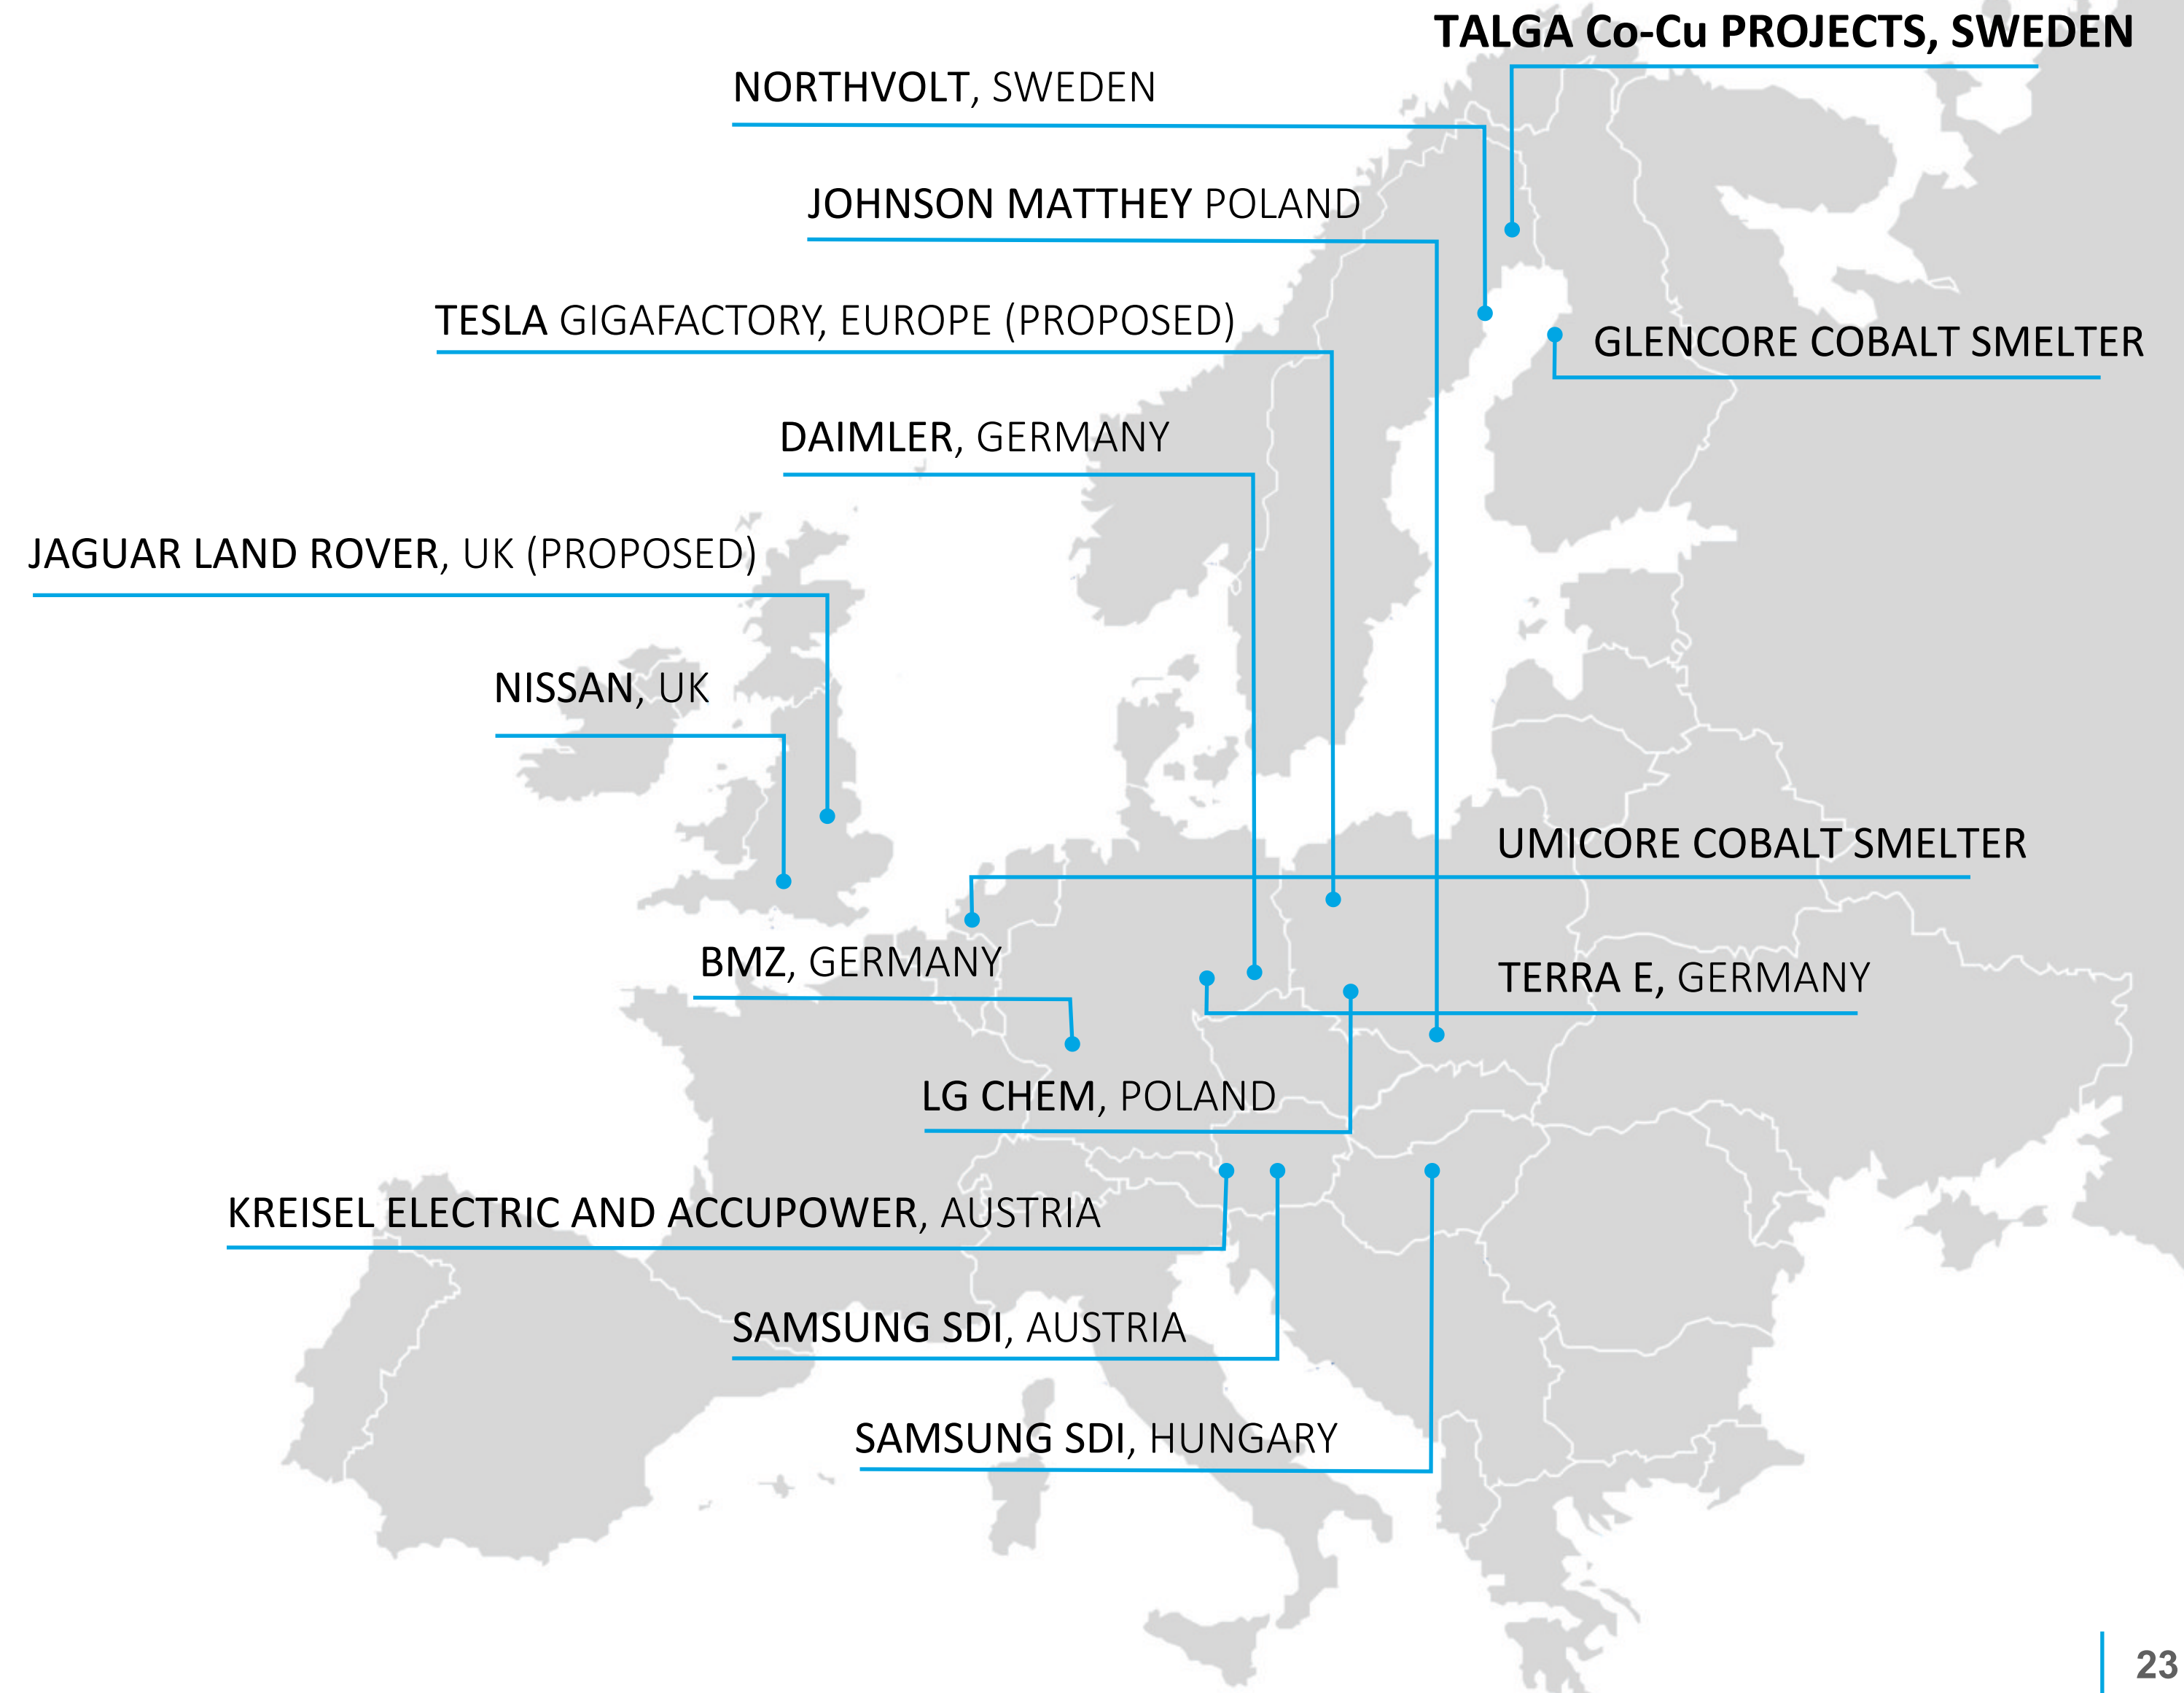 TALGA Co-Cu PROJECTS, SWEDEN
NORTHVOLT, SWEDEN
JOHNSON MATTHEY POLAND
TESLA GIGAFACTORY, EUROPE (PROPOSED)
GLENCORE COBALT SMELTER
DAIMLER, GERMANY
JAGUAR LAND ROVER, UK (PROPOSED)
NISSAN, UK
UMICORE COBALT SMELTER
BMZ, GERMANY
TERRA E, GERMANY
LG CHEM, POLAND
KREISEL ELECTRIC AND ACCUPOWER, AUSTRIA
SAMSUNG SDI, AUSTRIA
SAMSUNG SDI, HUNGARY
23